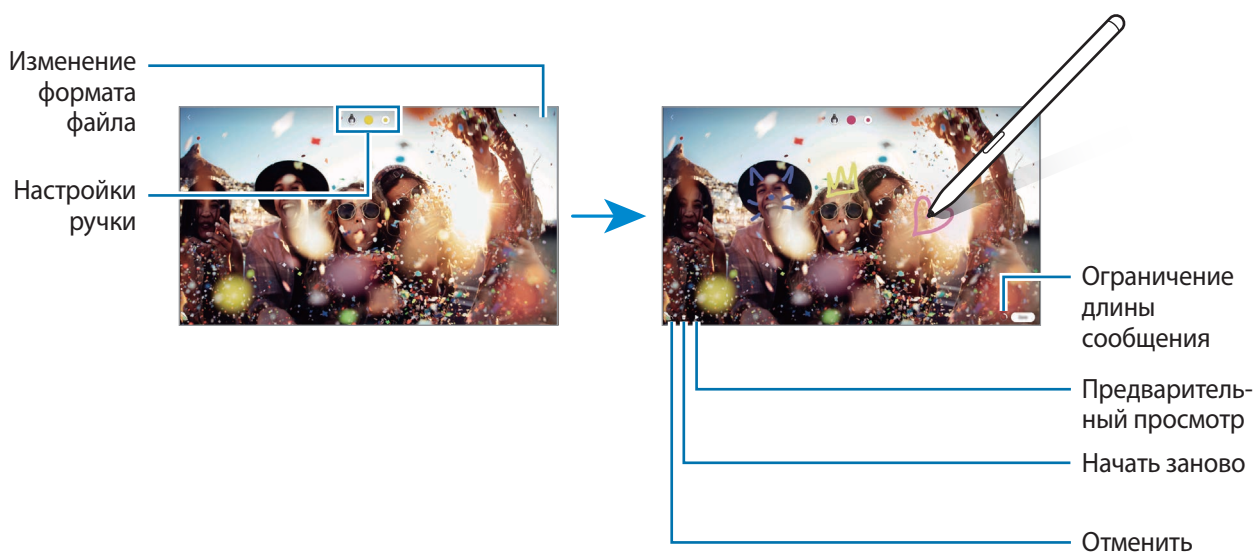 Изменение
формата
файла
Настройки
ручки
Ограничение
длины
сообщения
Предваритель-
ный просмотр
Начать заново
Отменить